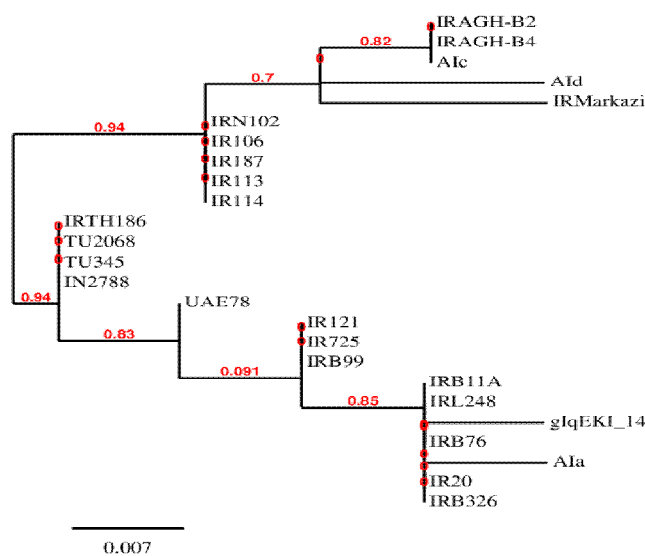 IRAGH-B2
0.82
IRAGH-B4
AIc
0.7
AId
IRMarkazi
0.94
IRN102
IR106
IR187
IR113
IR114
IRTH186
TU2068
TU345
IN2788
0.94
UAE78
0.83
IR121
IR725
IRB99
0.091
IRB11A
0.85
IRL248
gIqEKI_14
IRB76
AIa
IR20
IRB326
0.007